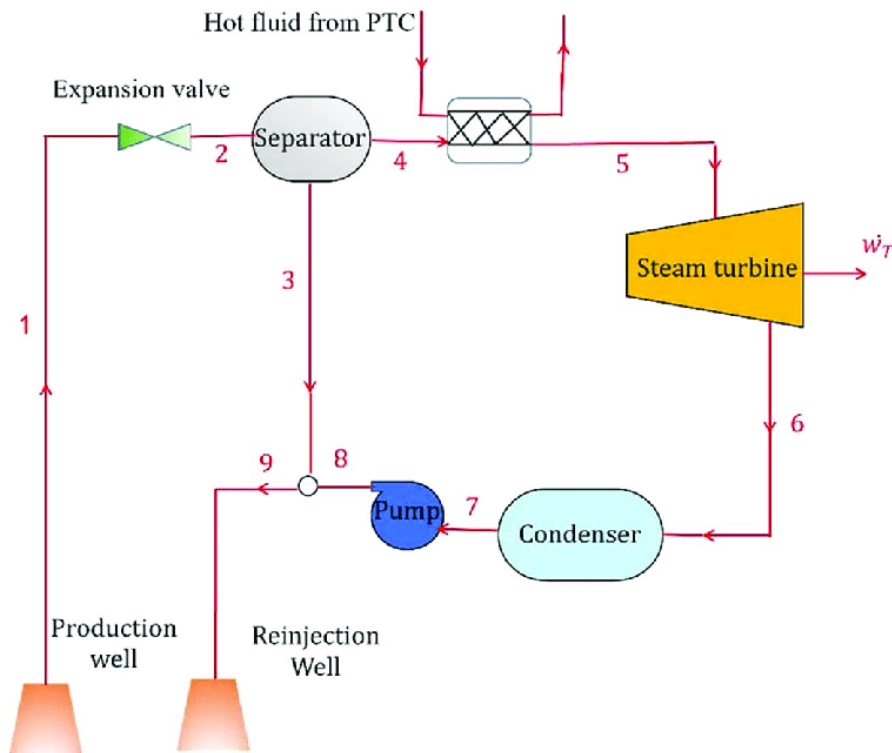 Hot fluid from PTC
Expansion valve
Separator
2
4
5
Steam turbine
ẇ_T
3
1
6
9
8
7
Pump
Condenser
Production
well
Reinjection
Well